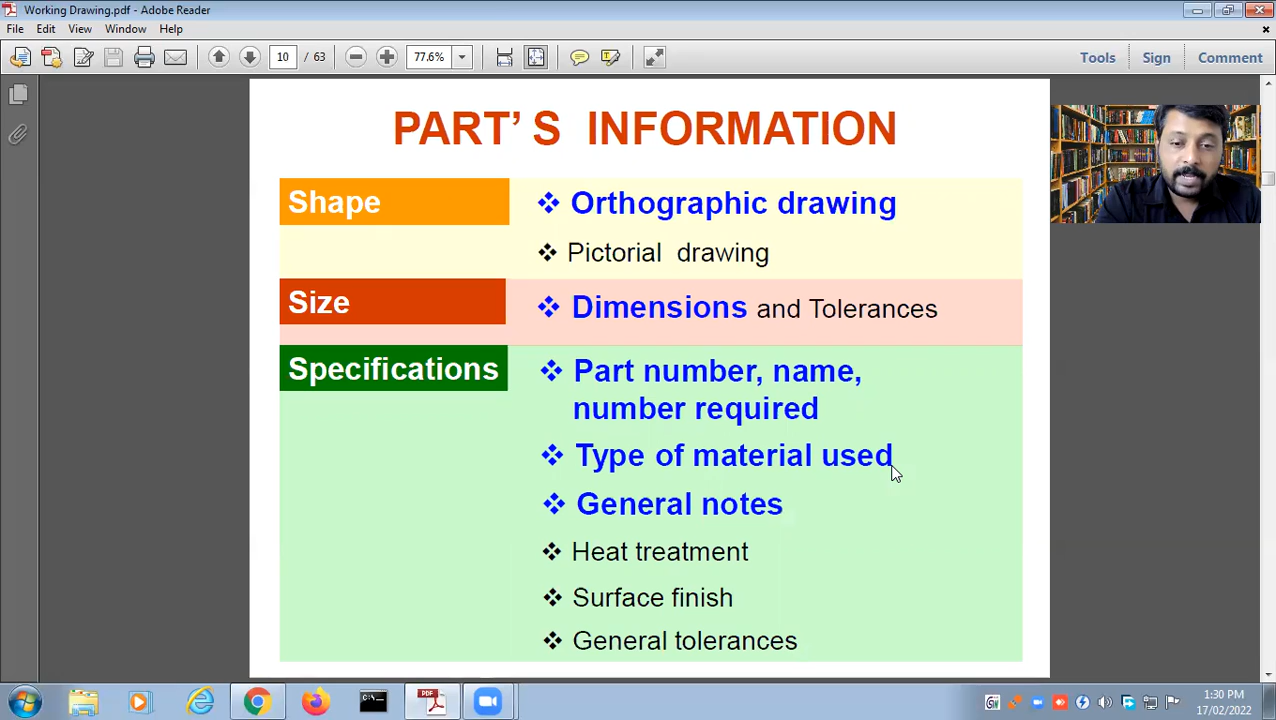 Working Drawing.pdf - Adobe Reader
File Edit View Window Help
10 / 63 77.6% Tools Sign Comment
PART’ S INFORMATION
Shape
❖ Orthographic drawing
❖ Pictorial drawing
Size
❖ Dimensions and Tolerances
Specifications
❖ Part number, name,
number required
❖ Type of material used
❖ General notes
❖ Heat treatment
❖ Surface finish
❖ General tolerances
PDF
1:30 PM
17/02/2022